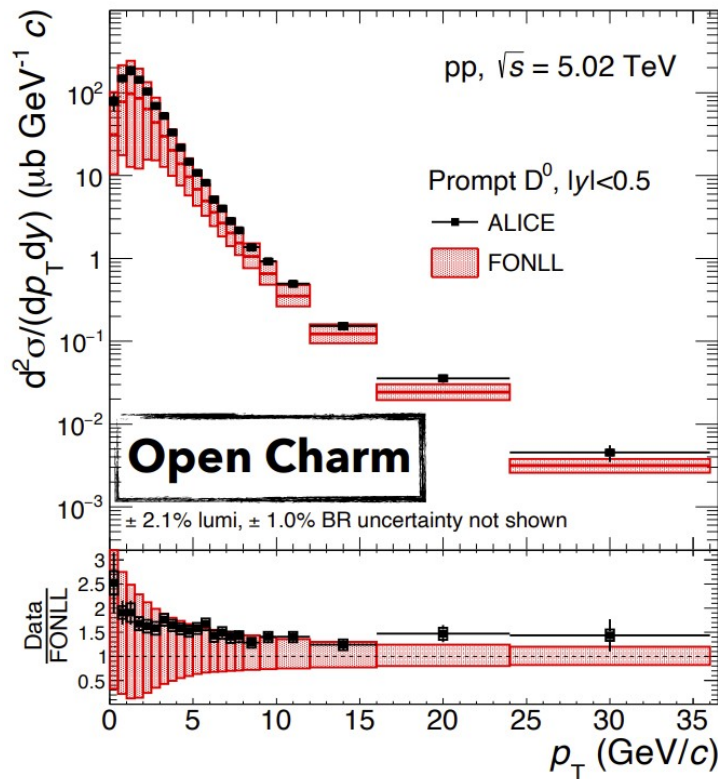 d²σ/(dp_T dy) (μb GeV⁻¹ c)
10²
10
1
10⁻¹
10⁻²
10⁻³
pp, √s = 5.02 TeV
Prompt D⁰, |y|<0.5
ALICE
FONLL
Open Charm
± 2.1% lumi, ± 1.0% BR uncertainty not shown
Data
FONLL
3
2.5
2
1.5
1
0.5
0 5 10 15 20 25 30 35
p_T (GeV/c)